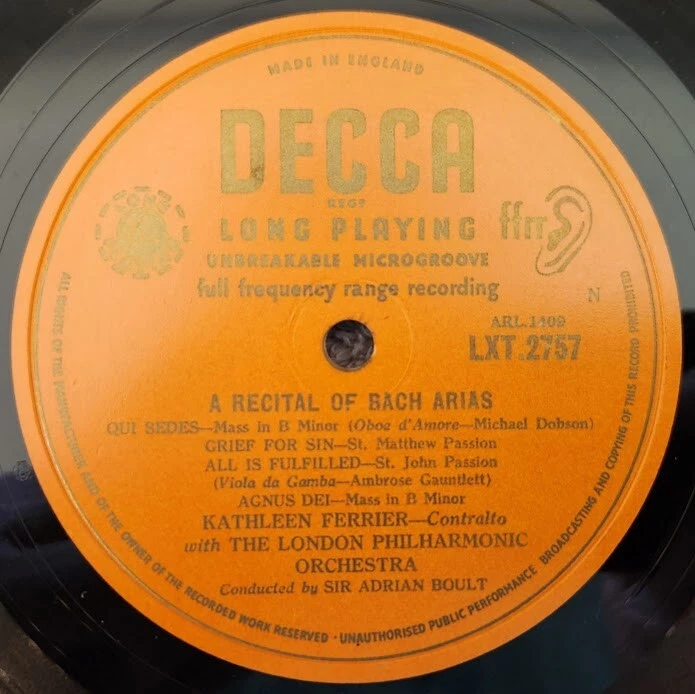 MADE IN ENGLAND
DECCA
REGD
LONG PLAYING
UNBREAKABLE MICROGROOVE
full frequency range recording
ffrr
N
ARL.1409
LXT.2757
A RECITAL OF BACH ARIAS
QUI SEDES—Mass in B Minor (Oboe d'Amore—Michael Dobson)
GRIEF FOR SIN—St. Matthew Passion
ALL IS FULFILLED—St. John Passion
(Viola da Gamba—Ambrose Gauntlett)
AGNUS DEI—Mass in B Minor
KATHLEEN FERRIER—Contralto
with THE LONDON PHILHARMONIC
ORCHESTRA
Conducted by SIR ADRIAN BOULT
ALL RIGHTS OF THE MANUFACTURER AND OF THE OWNER OF THE RECORDED WORK RESERVED · UNAUTHORISED PUBLIC PERFORMANCE BROADCASTING AND COPYING OF THIS RECORD PROHIBITED